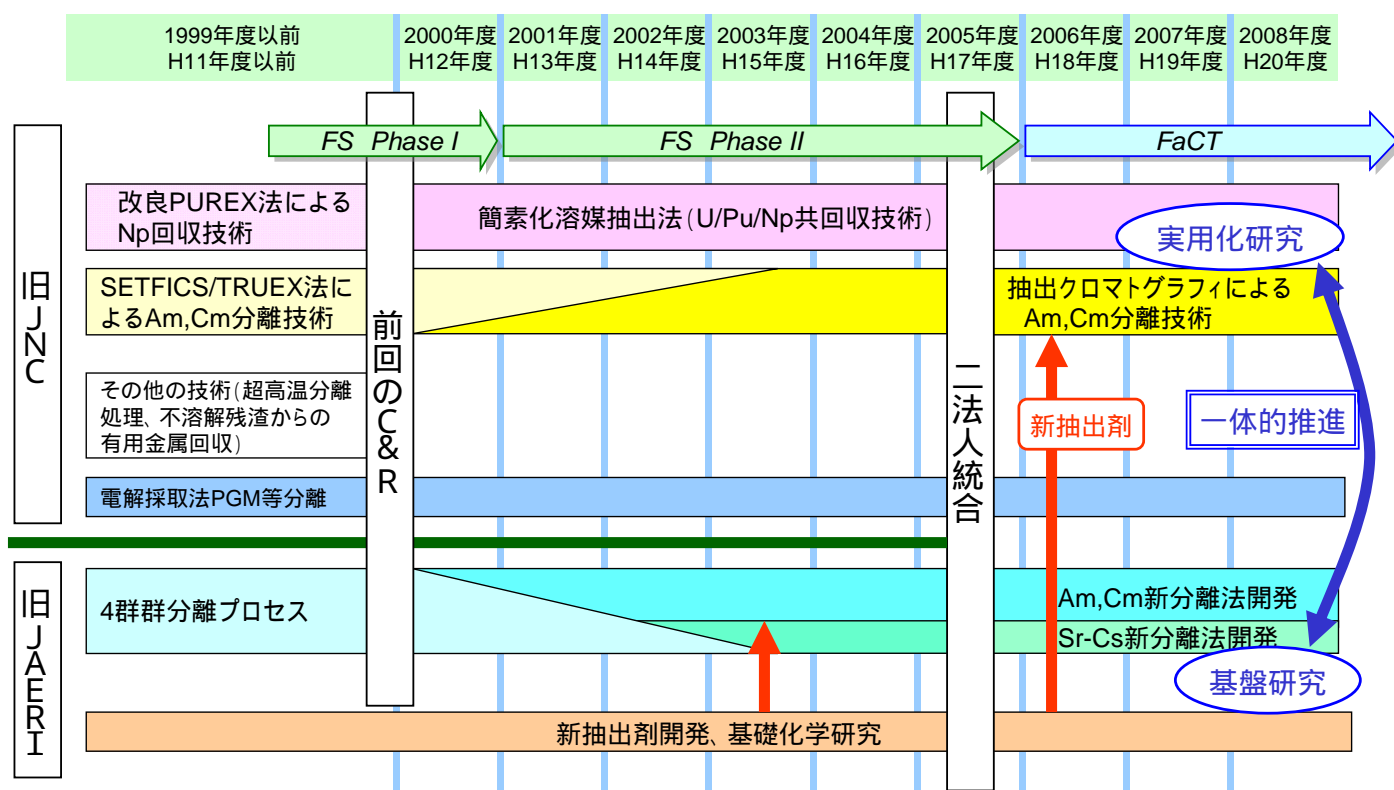 1999年度以前
H11年度以前
2000年度
H12年度
2001年度
H13年度
2002年度
H14年度
2003年度
H15年度
2004年度
H16年度
2005年度
H17年度
2006年度
H18年度
2007年度
H19年度
2008年度
H20年度
FS Phase I
FS Phase II
FaCT
旧JNC
改良PUREX法による
Np回収技術
簡素化溶媒抽出法(U/Pu/Np共回収技術)
実用化研究
SETFICS/TRUEX法に
よるAm,Cm分離技術
抽出クロマトグラフィによる
Am,Cm分離技術
前回のC&R
二法人統合
その他の技術(超高温分離
処理、不溶解残渣からの
有用金属回収)
新抽出剤
一体的推進
電解採取法PGM等分離
旧JAERI
4群群分離プロセス
Am,Cm新分離法開発
Sr-Cs新分離法開発
基盤研究
新抽出剤開発、基礎化学研究